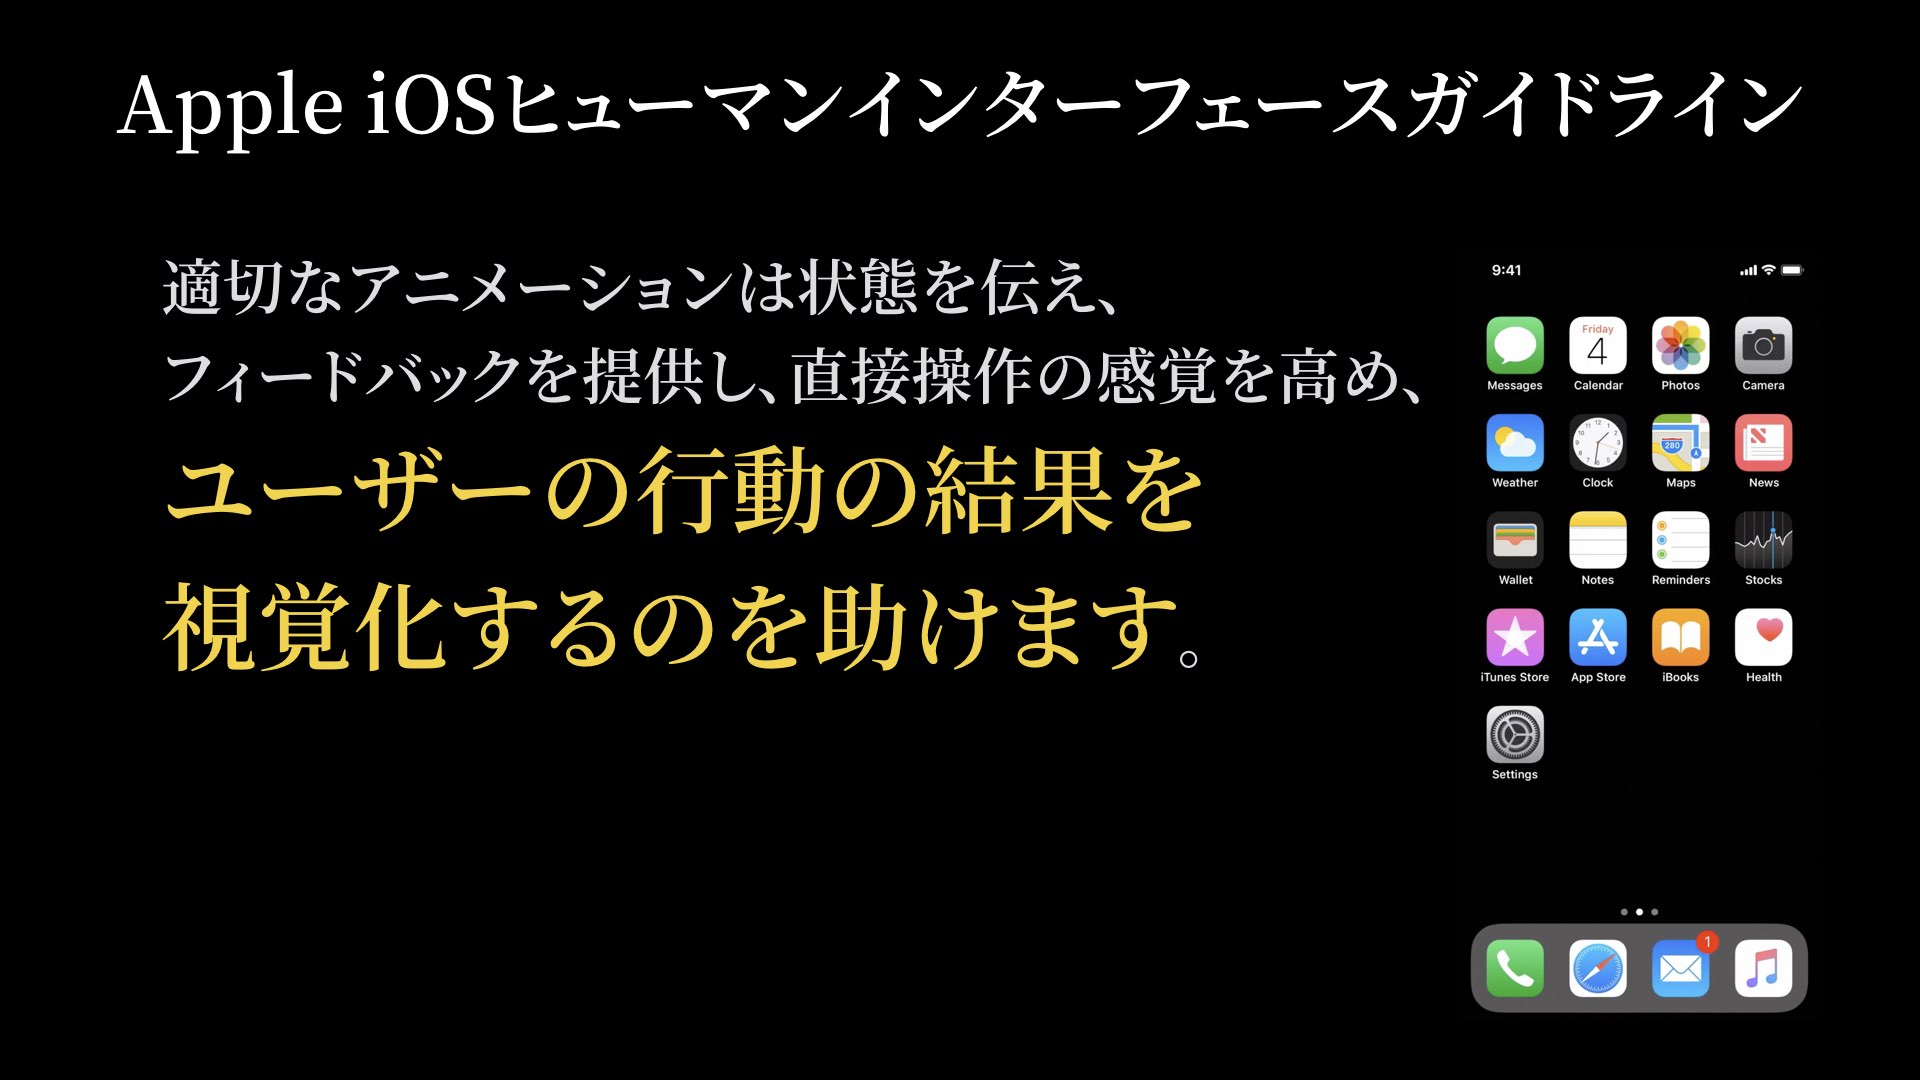 Apple iOSヒューマンインターフェースガイドライン
適切なアニメーションは状態を伝え、
フィードバックを提供し、直接操作の感覚を高め、
ユーザーの行動の結果を
視覚化するのを助けます。
9:41
Friday
4
Messages Calendar Photos Camera
280
Weather Clock Maps News
Wallet Notes Reminders Stocks
iTunes Store App Store iBooks Health
Settings
1